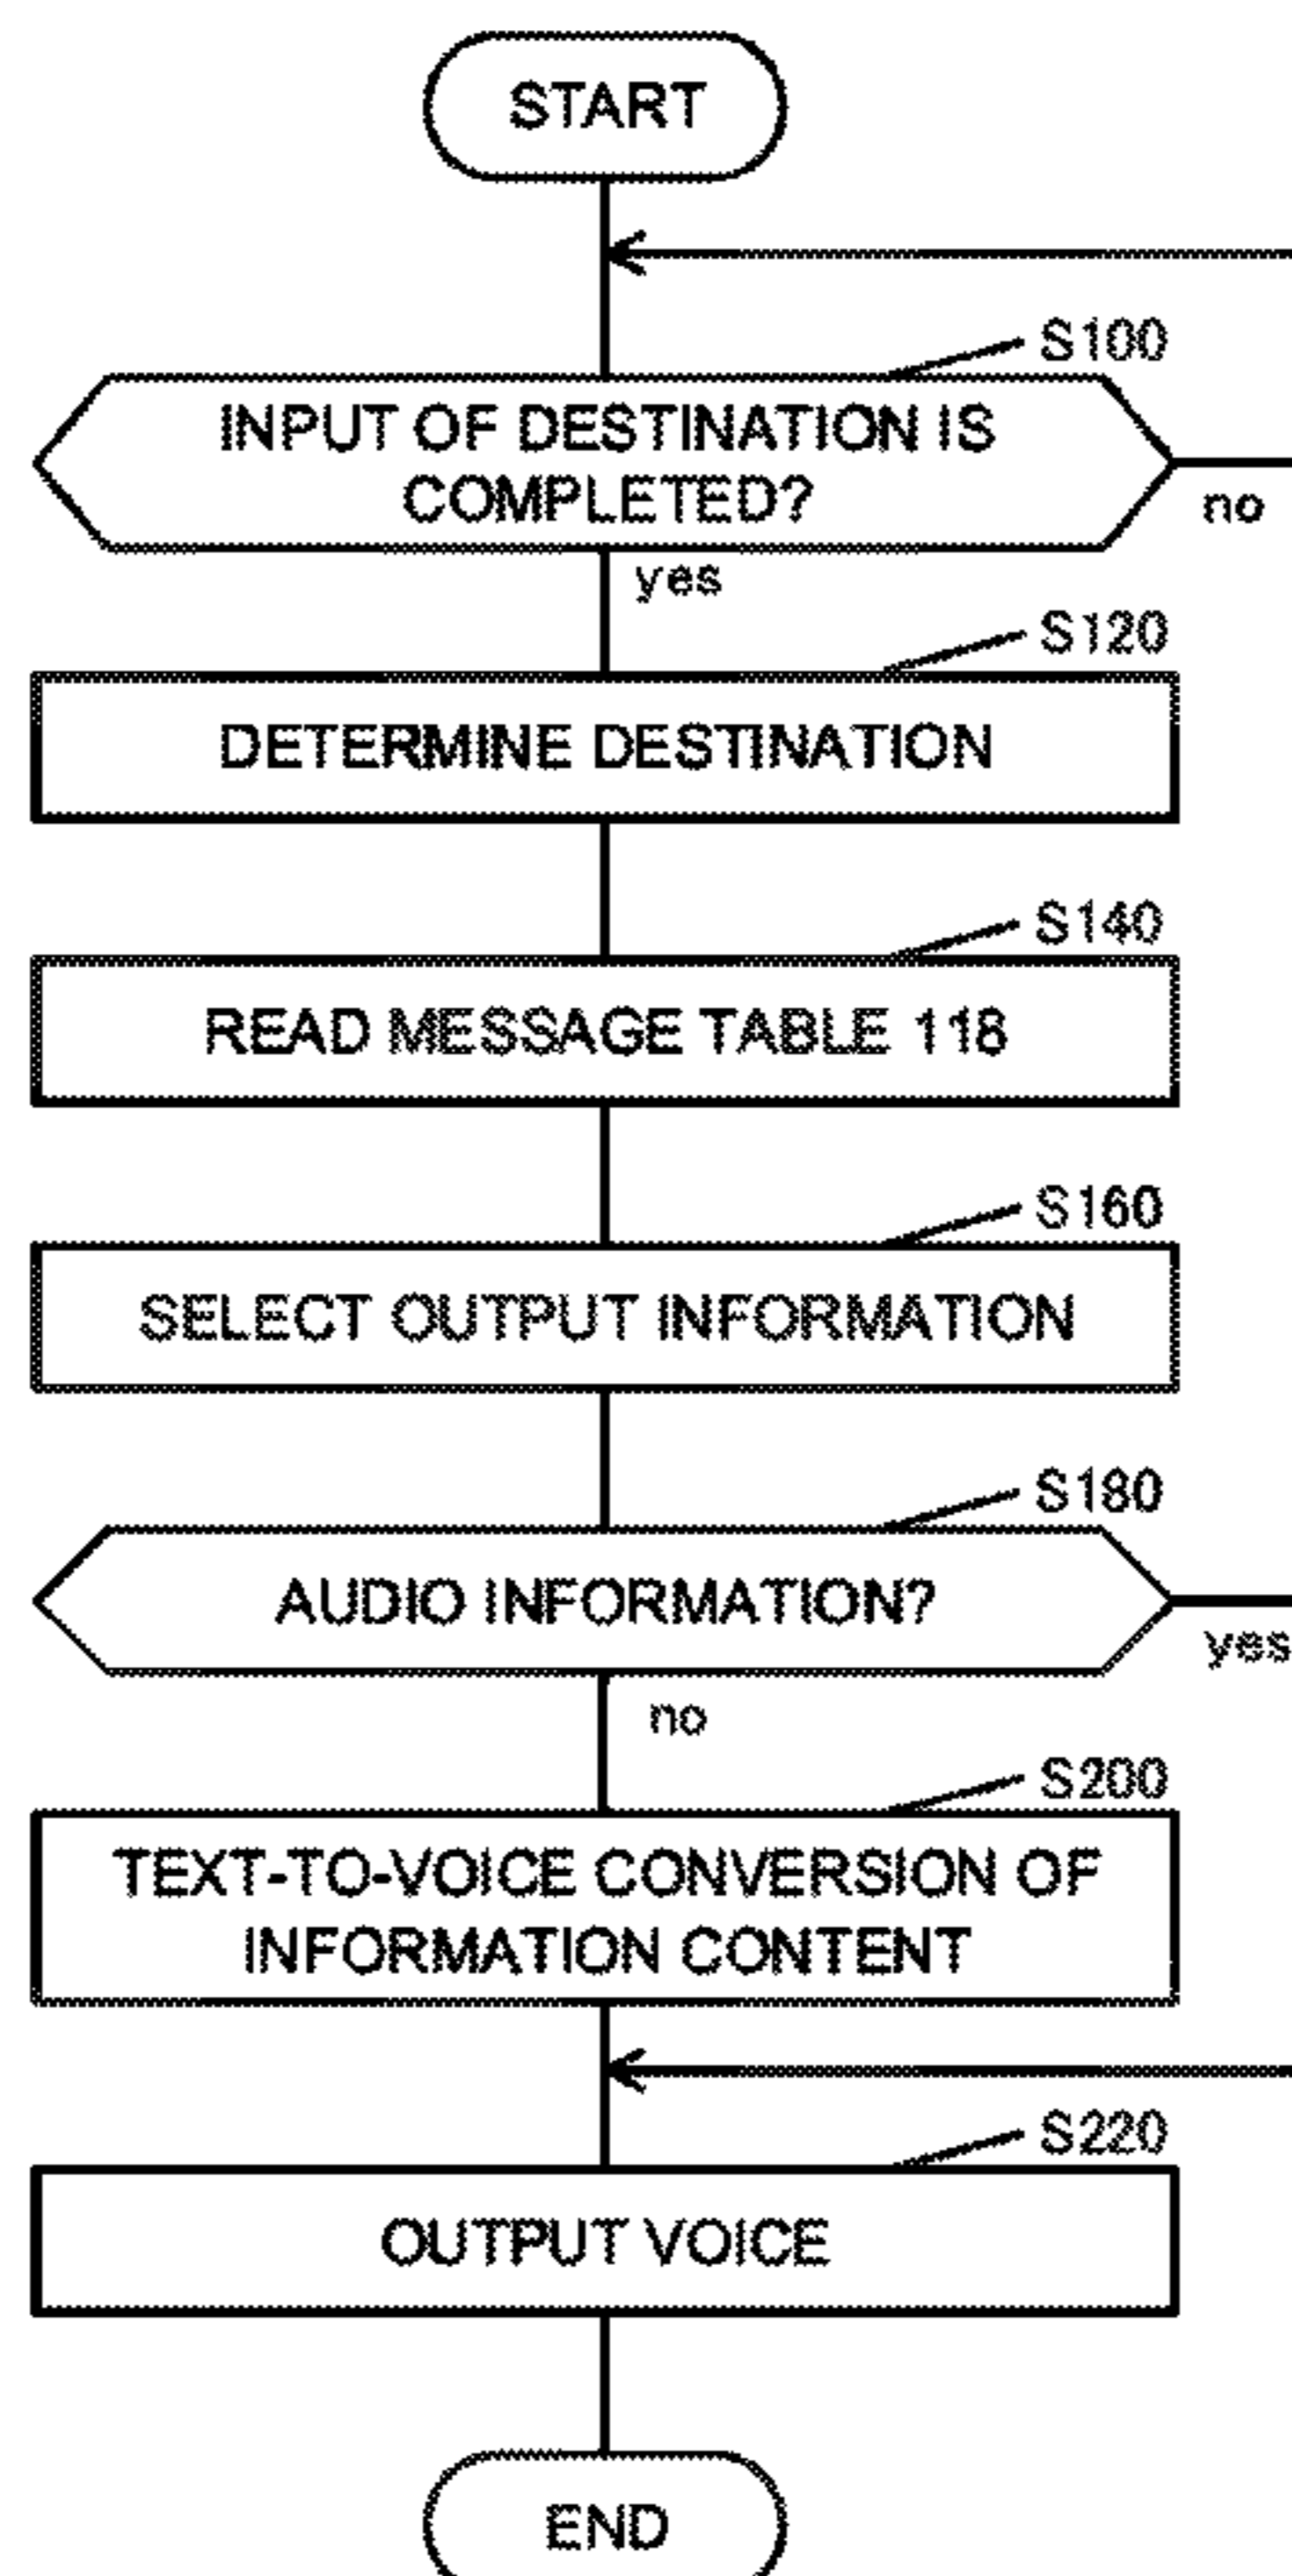 START
S100
INPUT OF DESTINATION IS
COMPLETED?
no
yes
S120
DETERMINE DESTINATION
S140
READ MESSAGE TABLE 118
S160
SELECT OUTPUT INFORMATION
S180
AUDIO INFORMATION?
yes
no
S200
TEXT-TO-VOICE CONVERSION OF
INFORMATION CONTENT
S220
OUTPUT VOICE
END